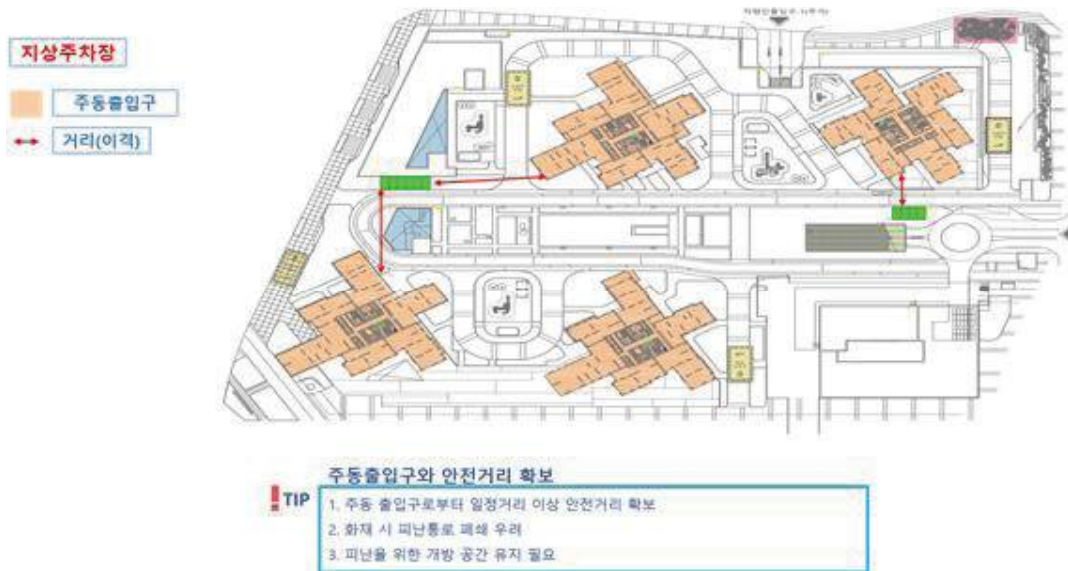 지상주차장
주동출입구
거리(이격)
주동출입구와 안전거리 확보
TIP
1. 주동 출입구로부터 일정거리 이상 안전거리 확보
2. 화재 시 피난통로 폐쇄 우려
3. 피난을 위한 개방 공간 유지 필요